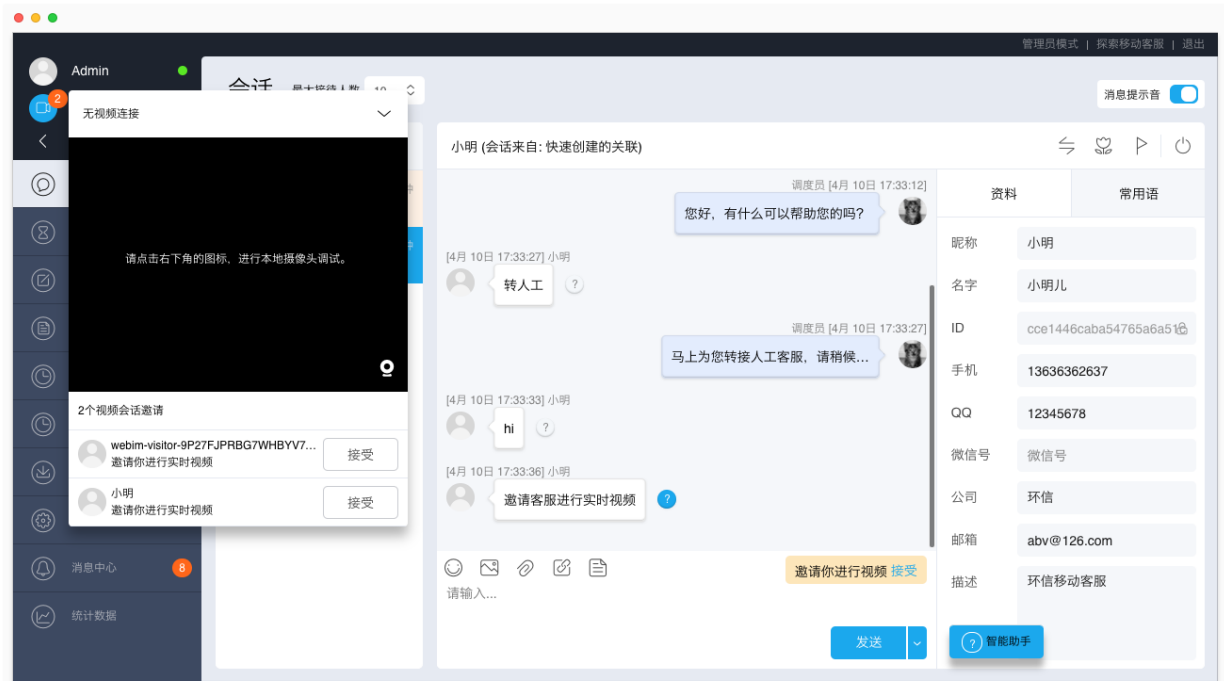 管理员模式 | 探索移动客服 | 退出
Admin
2
会话
10
消息提示音
无视频连接
请点击右下角的图标，进行本地摄像头调试。
2个视频会话邀请
webim-visitor-9P27FJPRBG7WHBYV7...
邀请你进行实时视频
接受
小明
邀请你进行实时视频
接受
消息中心
8
统计数据
小明 (会话来自: 快速创建的关联)
调度员 [4月 10日 17:33:12]
您好，有什么可以帮助您的吗?
[4月 10日 17:33:27] 小明
转人工
?
调度员 [4月 10日 17:33:27]
马上为您转接人工客服，请稍候...
[4月 10日 17:33:33] 小明
hi
?
[4月 10日 17:33:36] 小明
邀请客服进行实时视频
?
邀请你进行视频 接受
请输入...
发送
资料
常用语
昵称
小明
名字
小明儿
ID
cce1446caba54765a6a51
手机
13636362637
QQ
12345678
微信号
微信号
公司
环信
邮箱
abv@126.com
描述
环信移动客服
? 智能助手